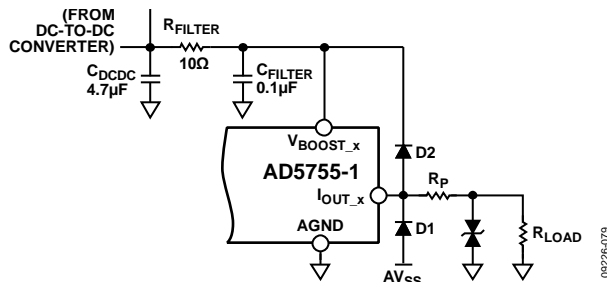 (FROM
DC-TO-DC
CONVERTER)
RFILTER
10Ω
CDCDC
4.7µF
CFILTER
0.1µF
VBOOST_x
AD5755-1
IOUT_x
AGND
D2
RP
D1
RLOAD
AVSS
09226-079